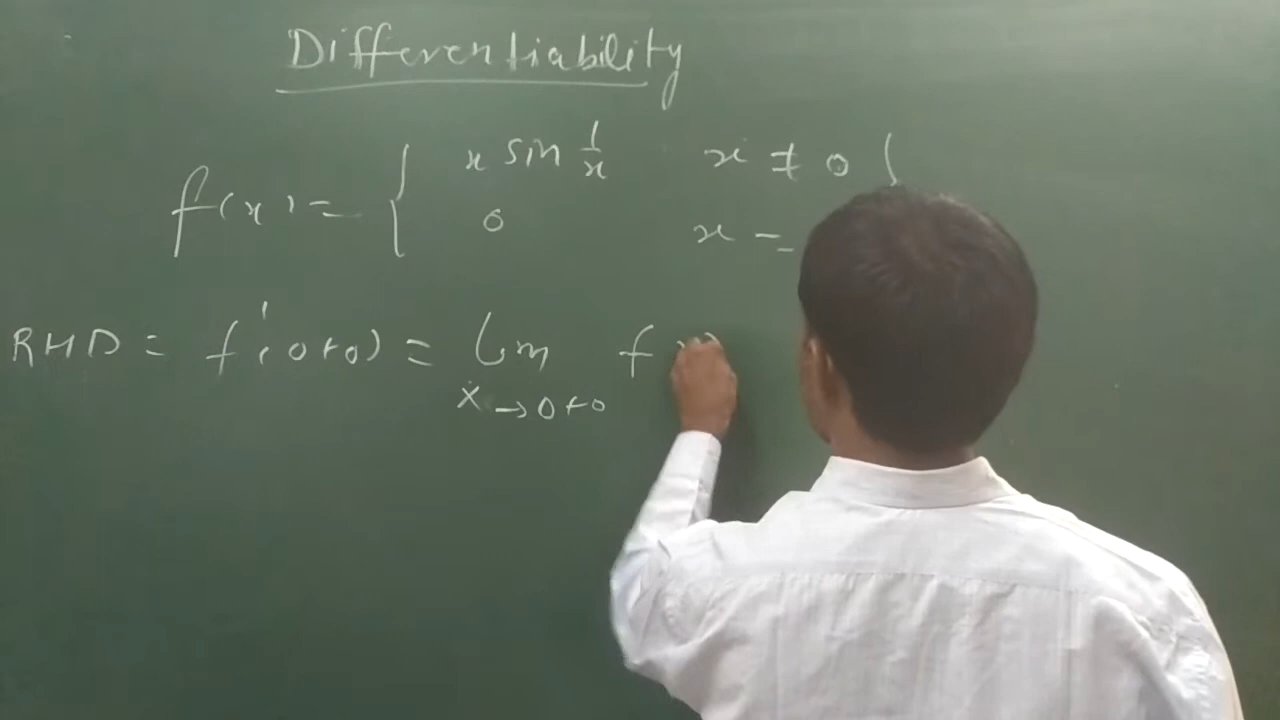 Differentiability
f(x) = { x sin 1/x x ≠ 0 }
0 x =
RHD = f'(0+0) = Lim f
x → 0+0